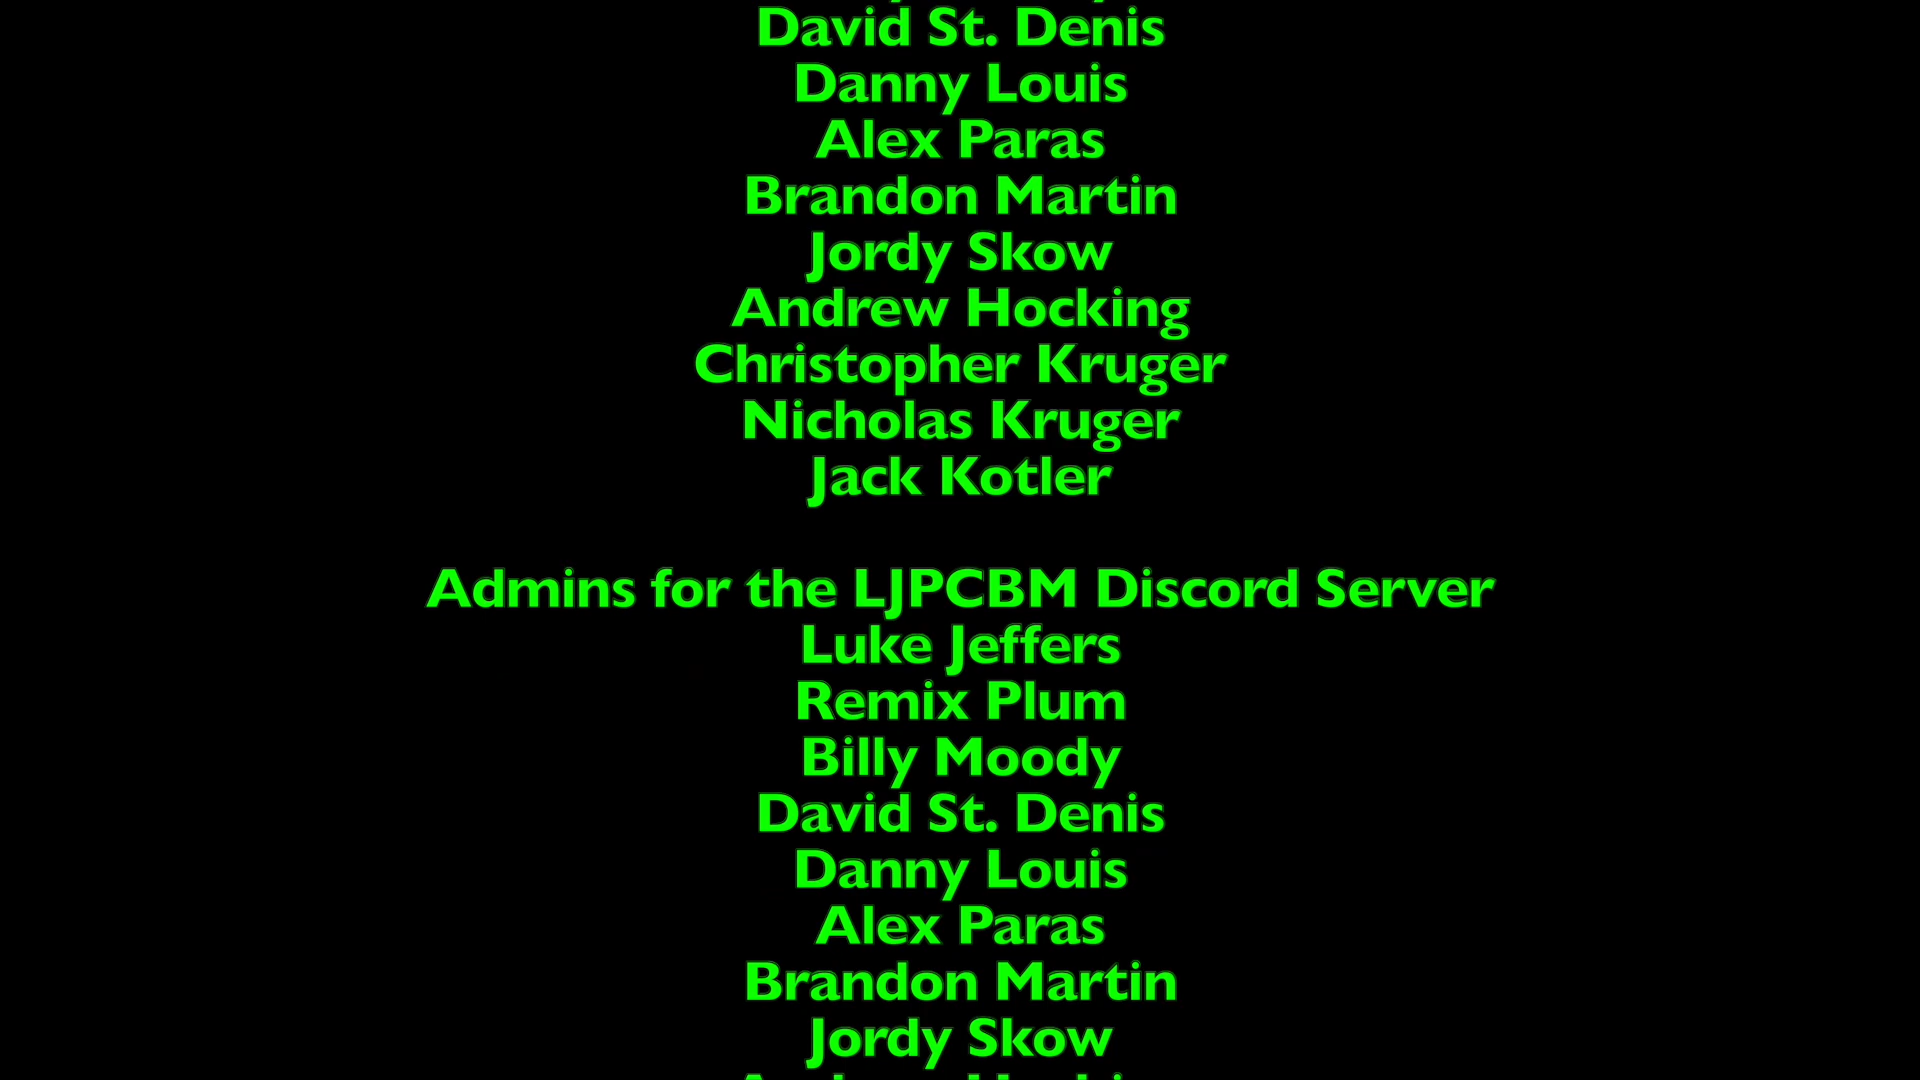 David St. Denis
Danny Louis
Alex Paras
Brandon Martin
Jordy Skow
Andrew Hocking
Christopher Kruger
Nicholas Kruger
Jack Kotler
Admins for the LJPCBM Discord Server
Luke Jeffers
Remix Plum
Billy Moody
David St. Denis
Danny Louis
Alex Paras
Brandon Martin
Jordy Skow